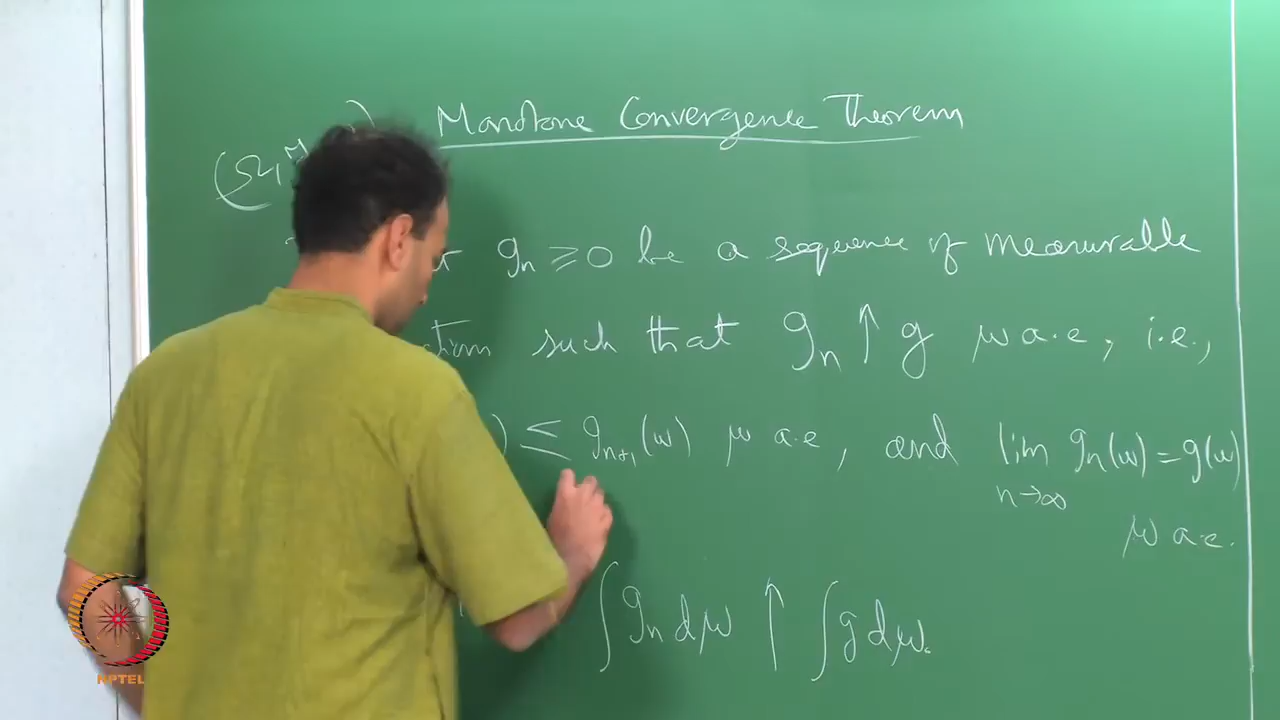 Monotone Convergence Theorem
(Ω,
gₙ ≥ 0 be a sequence of measurable
such that gₙ ↑ g μ a.e, i.e.,
) ≤ gₙ₊₁(ω) μ a.e, and lim gₙ(ω) = g(ω)
n→∞
μ a.e.
∫ gₙ dμ ↑ ∫ g dμ.
NPTEL